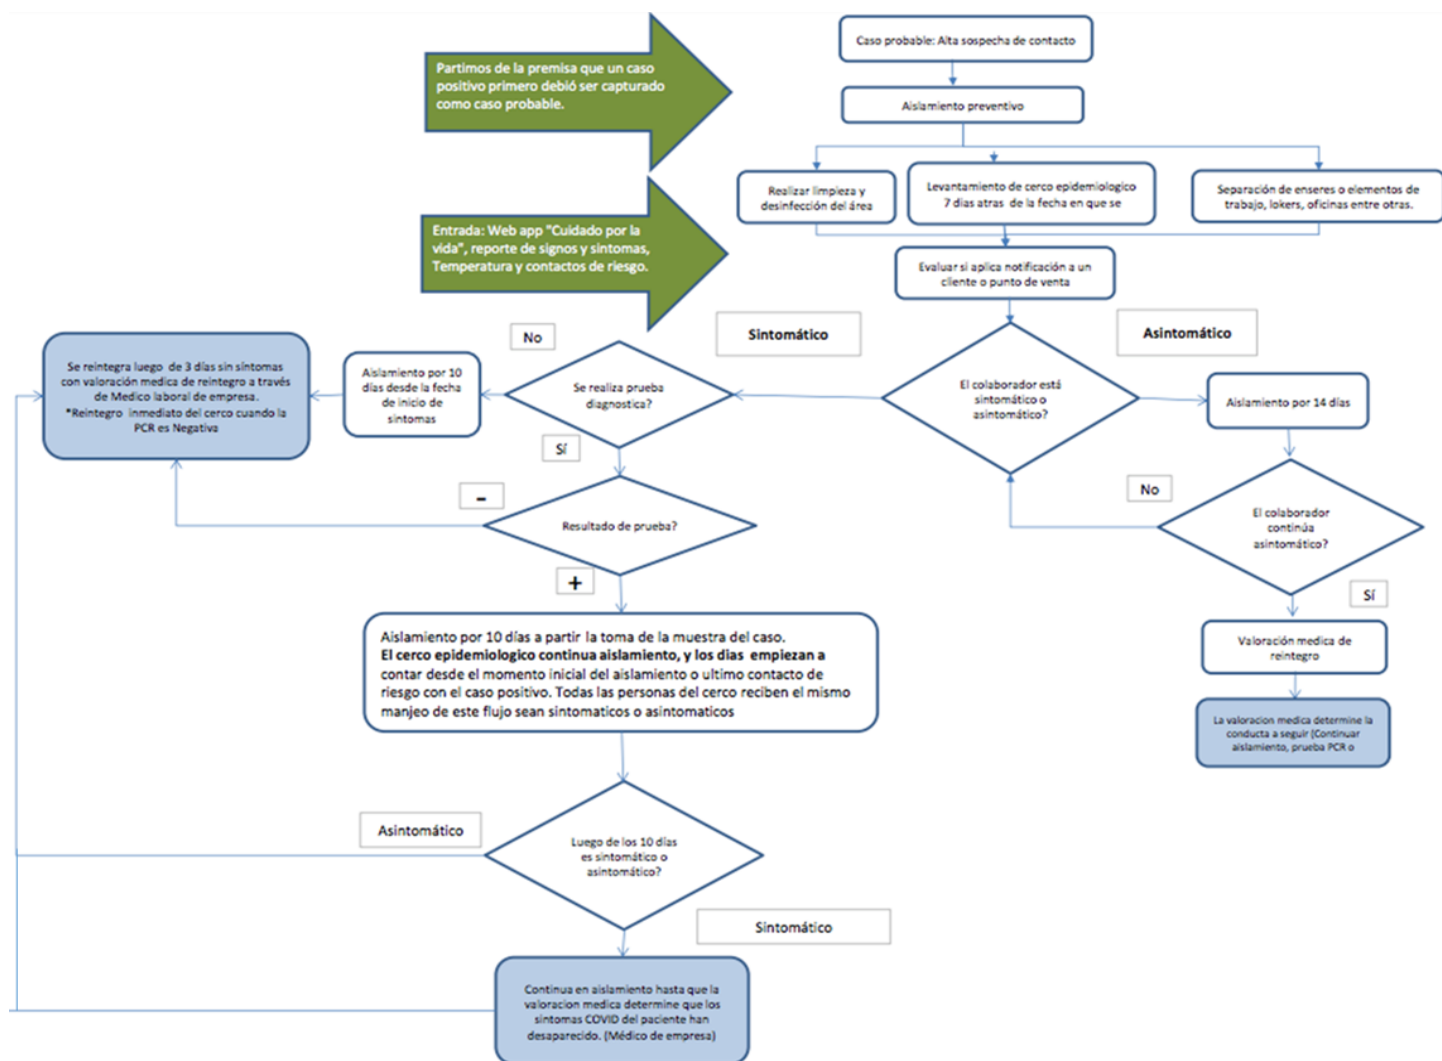 Caso probable: Alta sospecha de contacto
Partimos de la premisa que un caso
positivo primero debió ser capturado
como caso probable.
Aislamiento preventivo
Realizar limpieza y
desinfección del área
Levantamiento de cerco epidemiologico
7 días atras de la fecha en que se
Separación de enseres o elementos de
trabajo, lokers, oficinas entre otras.
Entrada: Web app "Cuidado por la
vida", reporte de signos y sintomas,
Temperatura y contactos de riesgo.
Evaluar si aplica notificación a un
cliente o punto de venta
Sintomático
Asintomático
No
Se reintegra luego de 3 días sin síntomas
con valoración medica de reintegro a través
de Medico laboral de empresa.
*Reintegro inmediato del cerco cuando la
PCR es Negativa
Aislamiento por 10
días desde la fecha
de inicio de
sintomas
Se realiza prueba
diagnostica?
El colaborador está
sintomático o
asintomático?
Aislamiento por 14 días
Sí
No
–
Resultado de prueba?
El colaborador
continúa
asintomático?
+
Sí
Aislamiento por 10 días a partir la toma de la muestra del caso.
El cerco epidemiologico continua aislamiento, y los dias empiezan a
contar desde el momento inicial del aislamiento o ultimo contacto de
riesgo con el caso positivo. Todas las personas del cerco reciben el mismo
manjeo de este flujo sean sintomaticos o asintomaticos
Valoración medica de
reintegro
La valoracion medica determine la
conducta a seguir (Continuar
aislamiento, prueba PCR o
Asintomático
Luego de los 10 días
es sintomático o
asintomático?
Sintomático
Continua en aislamiento hasta que la
valoracion medica determine que los
sintomas COVID del paciente han
desaparecido. (Médico de empresa)